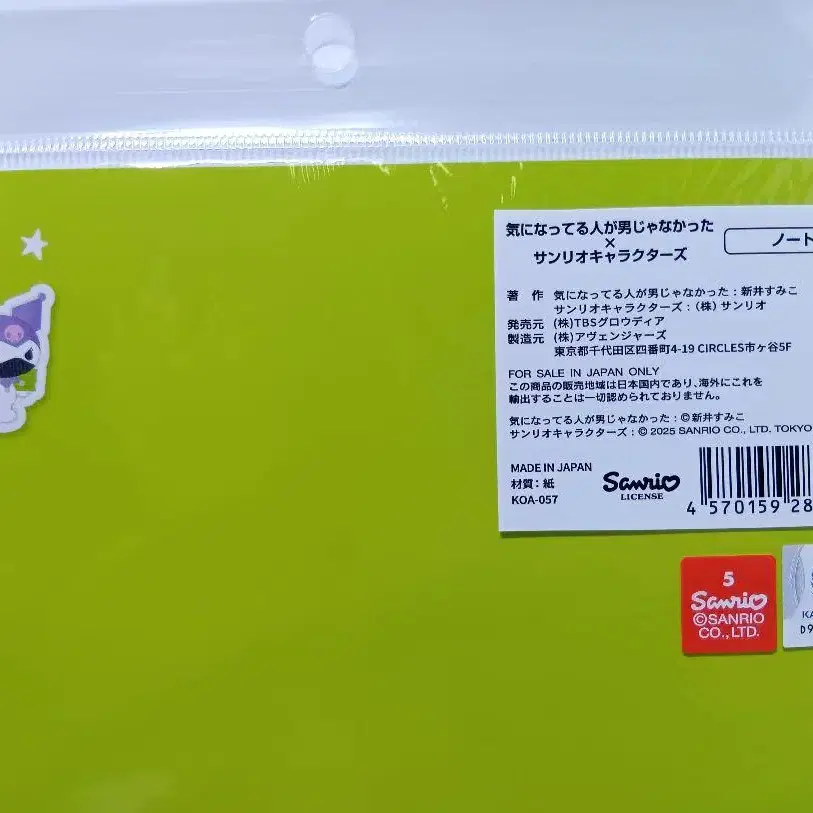 気になってる人が男じゃなかった
×
サンリオキャラクターズ
ノート
著 作 気になってる人が男じゃなかった：新井すみこ
サンリオキャラクターズ：(株) サンリオ
発売元 (株)TBSグロウディア
製造元 (株)アヴェンジャーズ
東京都千代田区四番町4-19 CIRCLES市ヶ谷5F
FOR SALE IN JAPAN ONLY
この商品の販売地域は日本国内であり、海外にこれを
輸出することは一切認められておりません。
気になってる人が男じゃなかった：©新井すみこ
サンリオキャラクターズ：© 2025 SANRIO CO., LTD. TOKYO
MADE IN JAPAN
材質：紙
KOA-057
Sanrio
LICENSE
4 570159 28
5
Sanrio
©SANRIO
CO.,LTD.